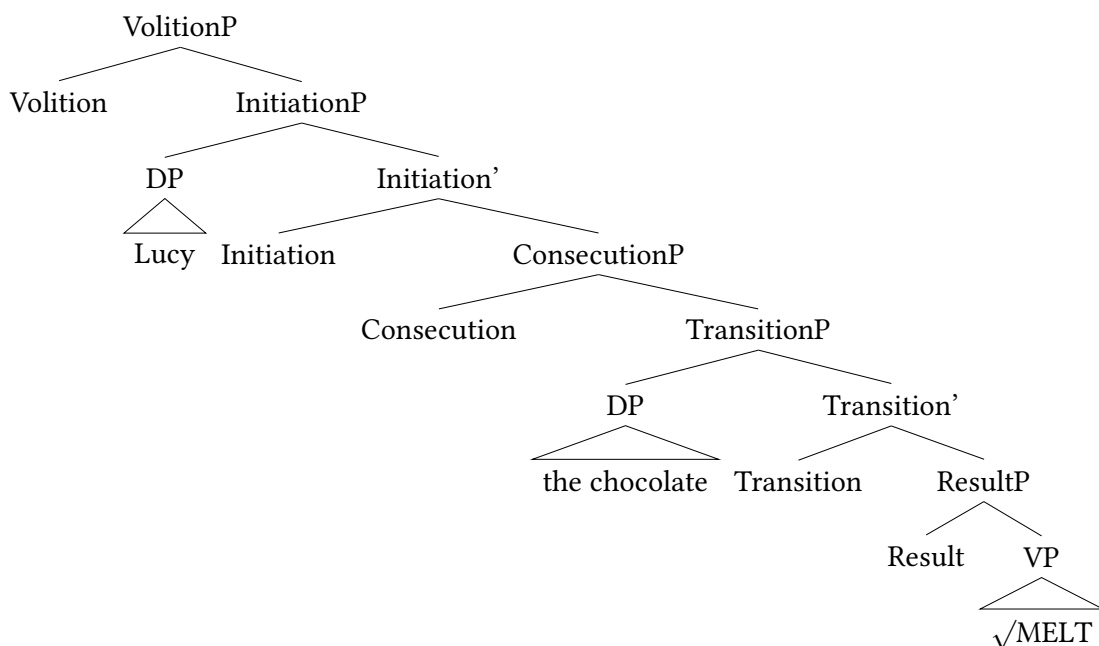 VolitionP
Volition InitiationP
DP Initiation’
Lucy Initiation ConsecutionP
Consecution TransitionP
DP Transition’
the chocolate Transition ResultP
Result VP
√MELT